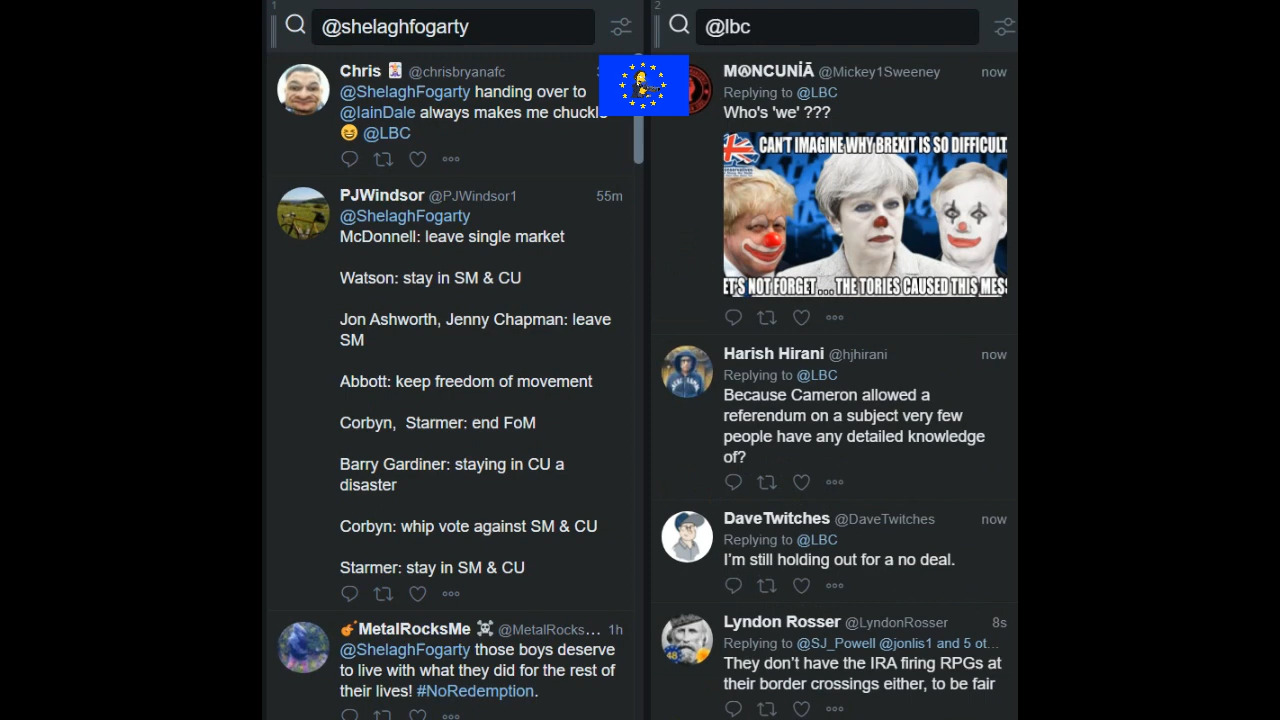 1
@shelaghfogarty
Chris @chrisbryanafc
@ShelaghFogarty handing over to
@IainDale always makes me chuckle
@LBC
PJWindsor @PJWindsor1 55m
@ShelaghFogarty
McDonnell: leave single market
Watson: stay in SM & CU
Jon Ashworth, Jenny Chapman: leave
SM
Abbott: keep freedom of movement
Corbyn, Starmer: end FoM
Barry Gardiner: staying in CU a
disaster
Corbyn: whip vote against SM & CU
Starmer: stay in SM & CU
MetalRocksMe @MetalRocks... 1h
@ShelaghFogarty those boys deserve
to live with what they did for the rest of
their lives! #NoRedemption.
2
@lbc
M@NCUNİĀ @Mickey1Sweeney now
Replying to @LBC
Who's 'we' ???
CAN'T IMAGINE WHY BREXIT IS SO DIFFICULT.
ET'S NOT FORGET... THE TORIES CAUSED THIS MES
Harish Hirani @hjhirani now
Replying to @LBC
Because Cameron allowed a
referendum on a subject very few
people have any detailed knowledge
of?
DaveTwitches @DaveTwitches now
Replying to @LBC
I'm still holding out for a no deal.
Lyndon Rosser @LyndonRosser 8s
Replying to @SJ_Powell @jonlis1 and 5 ot...
They don't have the IRA firing RPGs at
their border crossings either, to be fair